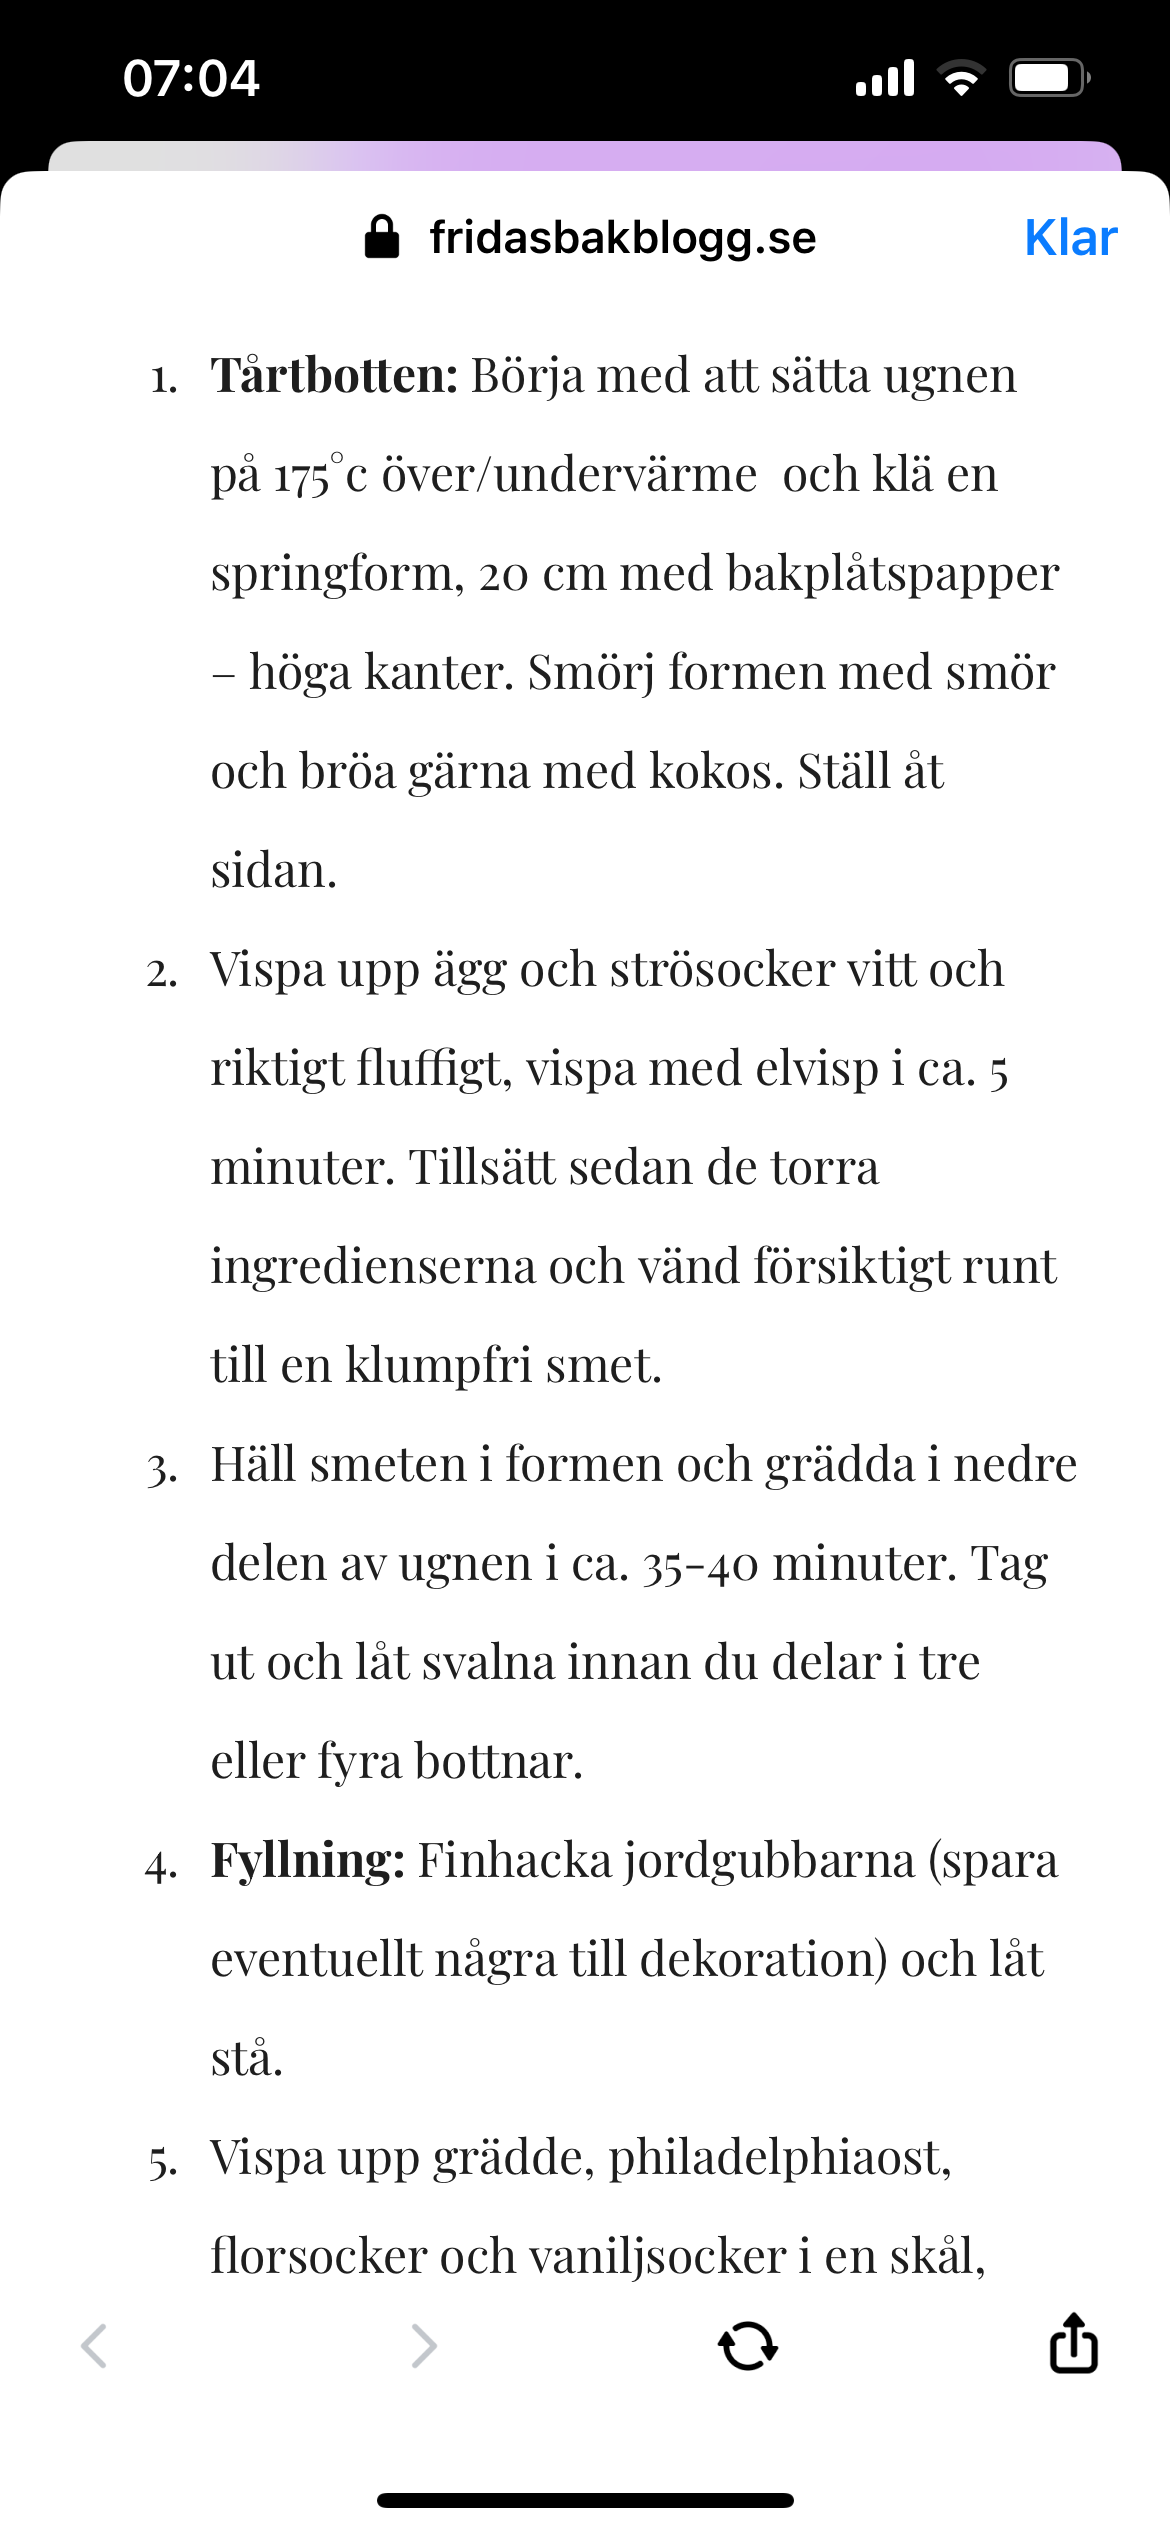 07:04
fridasbakblogg.se
Klar
1. Tårtbotten: Börja med att sätta ugnen
på 175°c över/undervärme och klä en
springform, 20 cm med bakplåtspapper
– höga kanter. Smörj formen med smör
och bröa gärna med kokos. Ställ åt
sidan.
2. Vispa upp ägg och strösocker vitt och
riktigt fluffigt, vispa med elvisp i ca. 5
minuter. Tillsätt sedan de torra
ingredienserna och vänd försiktigt runt
till en klumpfri smet.
3. Häll smeten i formen och grädda i nedre
delen av ugnen i ca. 35-40 minuter. Tag
ut och låt svalna innan du delar i tre
eller fyra bottnar.
4. Fyllning: Finhacka jordgubbarna (spara
eventuellt några till dekoration) och låt
stå.
5. Vispa upp grädde, philadelphiaost,
florsocker och vaniljsocker i en skål,